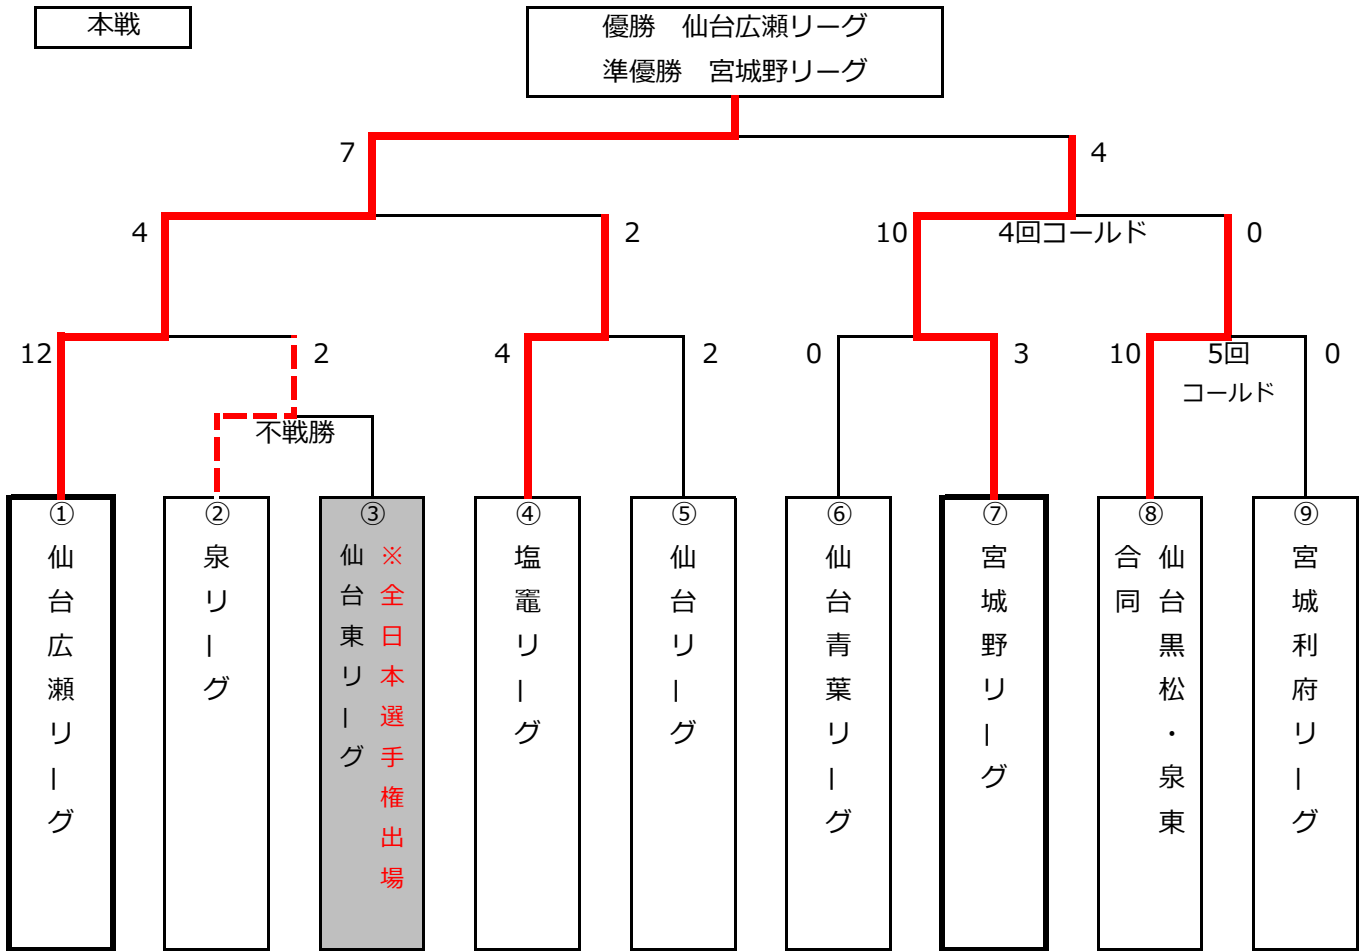 本戦
優勝　仙台広瀬リーグ
準優勝　宮城野リーグ
7
4
4
2
10
4回コールド
0
12
2
4
2
0
3
10
5回
コールド
0
不戦勝
①
仙台広瀬リーグ
②
泉リーグ
③
※全日本選手権出場
仙台東リーグ
④
塩竈リーグ
⑤
仙台リーグ
⑥
仙台青葉リーグ
⑦
宮城野リーグ
⑧
仙台黒松・泉東
合同
⑨
宮城利府リーグ